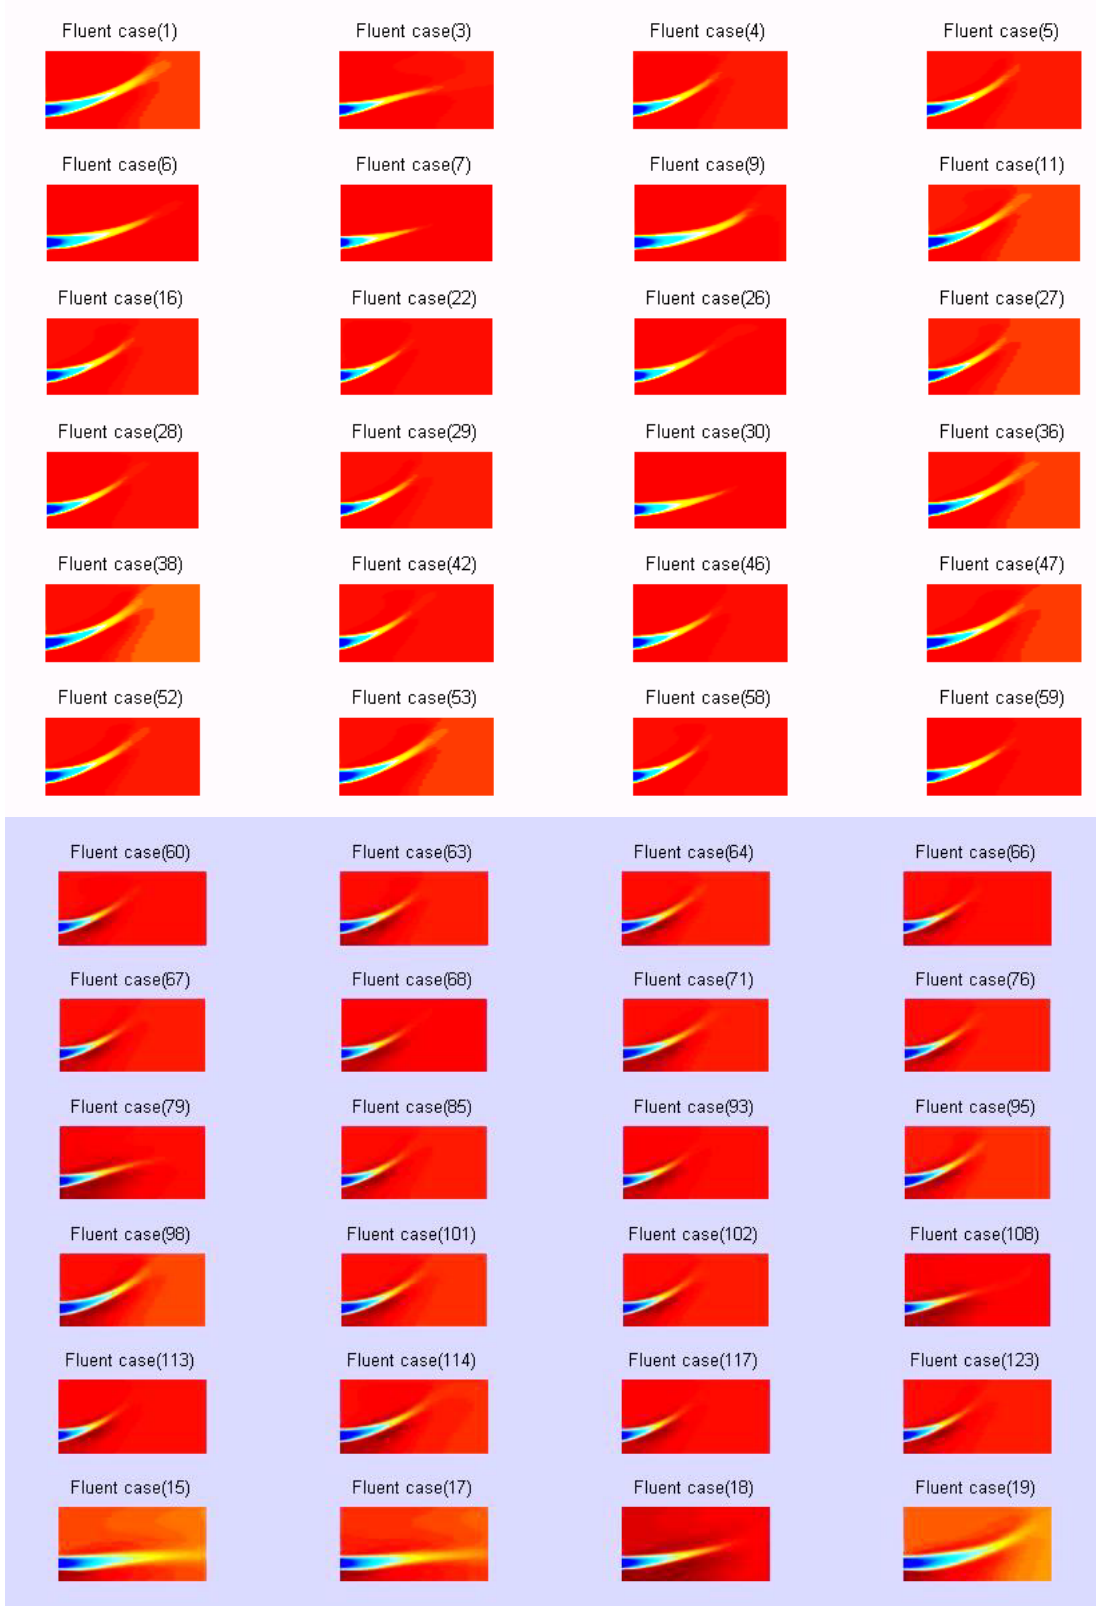 Fluent case(1) Fluent case(3) Fluent case(4) Fluent case(5)
Fluent case(6) Fluent case(7) Fluent case(9) Fluent case(11)
Fluent case(16) Fluent case(22) Fluent case(26) Fluent case(27)
Fluent case(28) Fluent case(29) Fluent case(30) Fluent case(36)
Fluent case(38) Fluent case(42) Fluent case(46) Fluent case(47)
Fluent case(52) Fluent case(53) Fluent case(58) Fluent case(59)
Fluent case(60) Fluent case(63) Fluent case(64) Fluent case(66)
Fluent case(67) Fluent case(68) Fluent case(71) Fluent case(76)
Fluent case(79) Fluent case(85) Fluent case(93) Fluent case(95)
Fluent case(98) Fluent case(101) Fluent case(102) Fluent case(108)
Fluent case(113) Fluent case(114) Fluent case(117) Fluent case(123)
Fluent case(15) Fluent case(17) Fluent case(18) Fluent case(19)